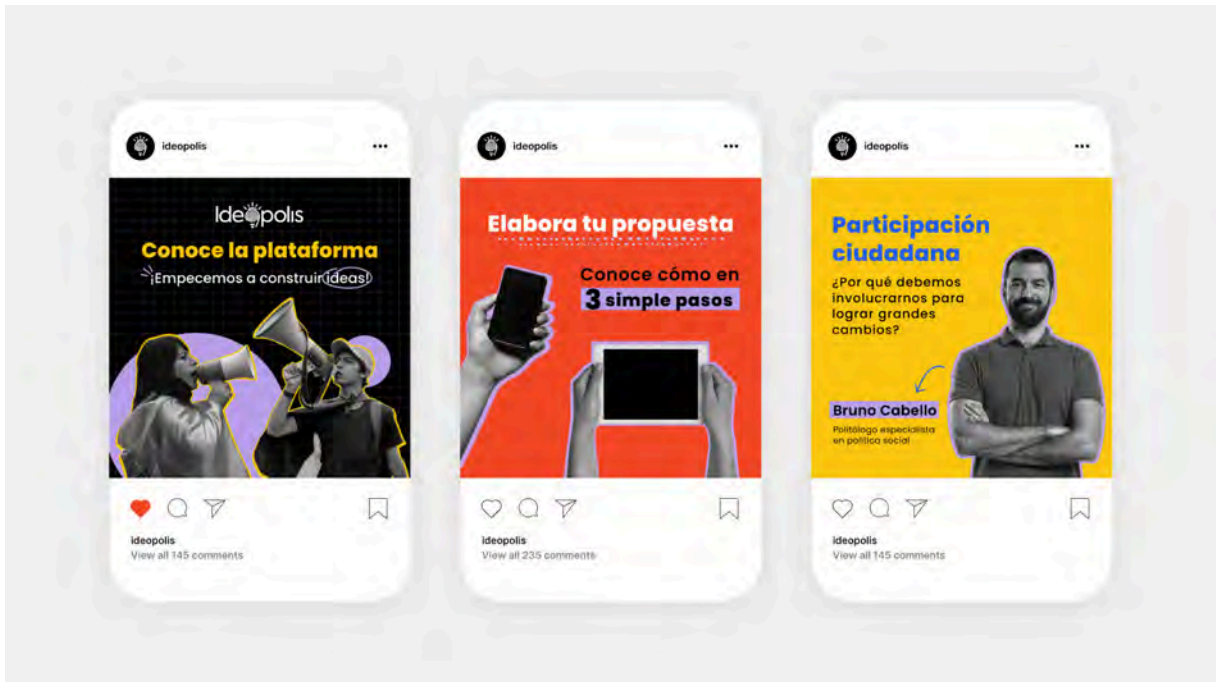 ideopolis
Ideopolis
Conoce la plataforma
¡Empecemos a construir ideas!
ideopolis
View all 145 comments
ideopolis
Elabora tu propuesta
Conoce cómo en
3 simple pasos
ideopolis
View all 235 comments
ideopolis
Participación
ciudadana
¿Por qué debemos
involucrarnos para
lograr grandes
cambios?
Bruno Cabello
Politólogo especialista
en política social
ideopolis
View all 145 comments